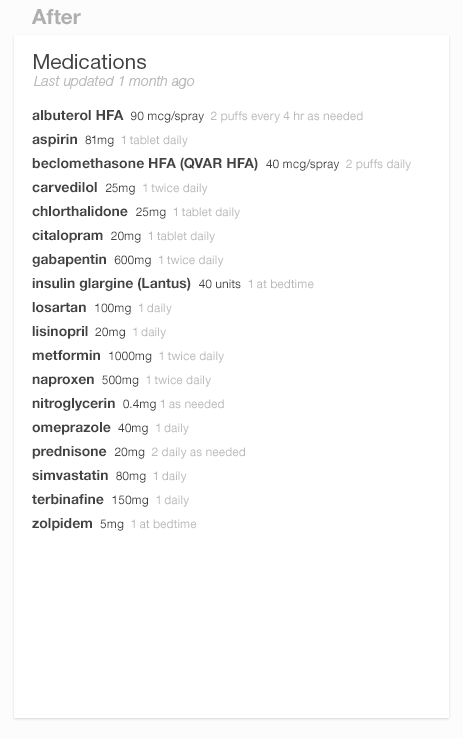 After
Medications
Last updated 1 month ago
albuterol HFA 90 mcg/spray 2 puffs every 4 hr as needed
aspirin 81mg 1 tablet daily
beclomethasone HFA (QVAR HFA) 40 mcg/spray 2 puffs daily
carvedilol 25mg 1 twice daily
chlorthalidone 25mg 1 tablet daily
citalopram 20mg 1 tablet daily
gabapentin 600mg 1 twice daily
insulin glargine (Lantus) 40 units 1 at bedtime
losartan 100mg 1 daily
lisinopril 20mg 1 daily
metformin 1000mg 1 twice daily
naproxen 500mg 1 twice daily
nitroglycerin 0.4mg 1 as needed
omeprazole 40mg 1 daily
prednisone 20mg 2 daily as needed
simvastatin 80mg 1 daily
terbinafine 150mg 1 daily
zolpidem 5mg 1 at bedtime